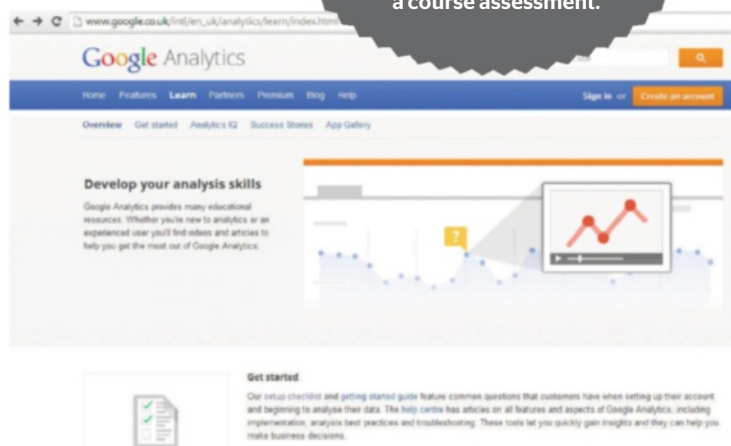 a course assessment.
www.google.co.uk/intl/en_uk/analytics/learn/index.html
Google Analytics
Home Features Learn Partners Premium Blog Help
Sign in or Create an account
Overview Get started Analytics IQ Success Stories App Gallery
Develop your analysis skills
Google Analytics provides many educational
resources. Whether you're new to analytics or an
experienced user you'll find videos and articles to
help you get the most out of Google Analytics.
?
Get started
Our setup checklist and getting started guide feature common questions that customers have when setting up their account
and beginning to analyse their data. The help centre has articles on all features and aspects of Google Analytics, including
implementation, analysis best practices and troubleshooting. These tools let you quickly gain insights and they can help you
make business decisions.